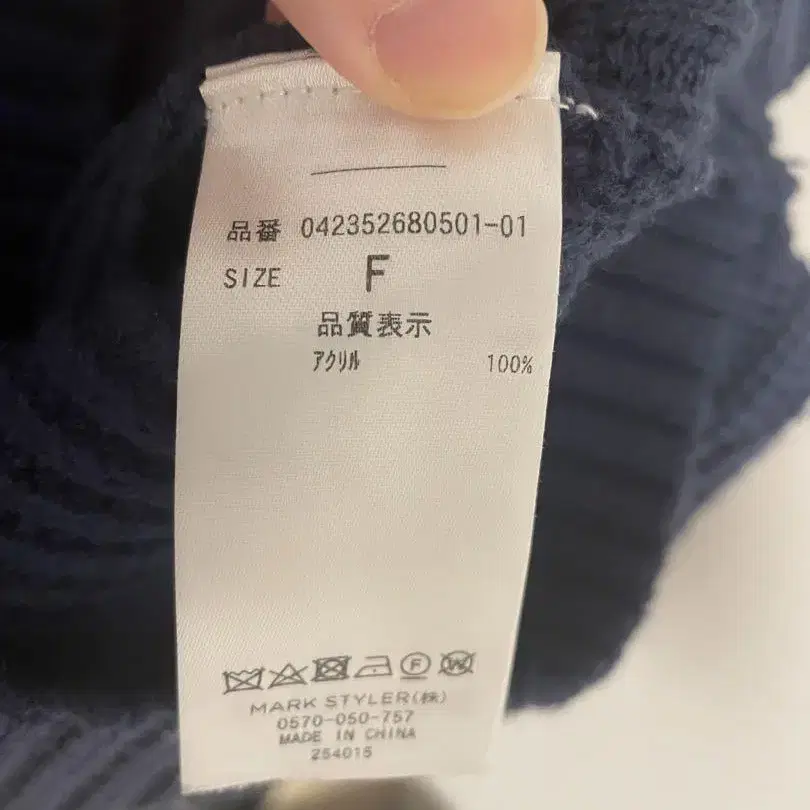 品番 042352680501-01
SIZE F
品質表示
アクリル 100%
F W
MARK STYLER(株)
0570-050-757
MADE IN CHINA
254015